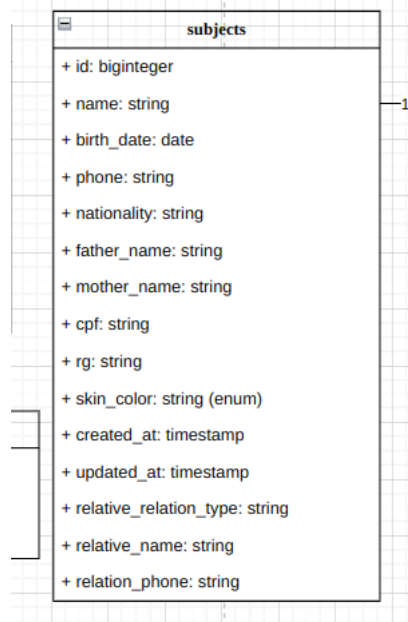 subjects
+ id: biginteger
+ name: string
1
+ birth_date: date
+ phone: string
+ nationality: string
+ father_name: string
+ mother_name: string
+ cpf: string
+ rg: string
+ skin_color: string (enum)
+ created_at: timestamp
+ updated_at: timestamp
+ relative_relation_type: string
+ relative_name: string
+ relation_phone: string